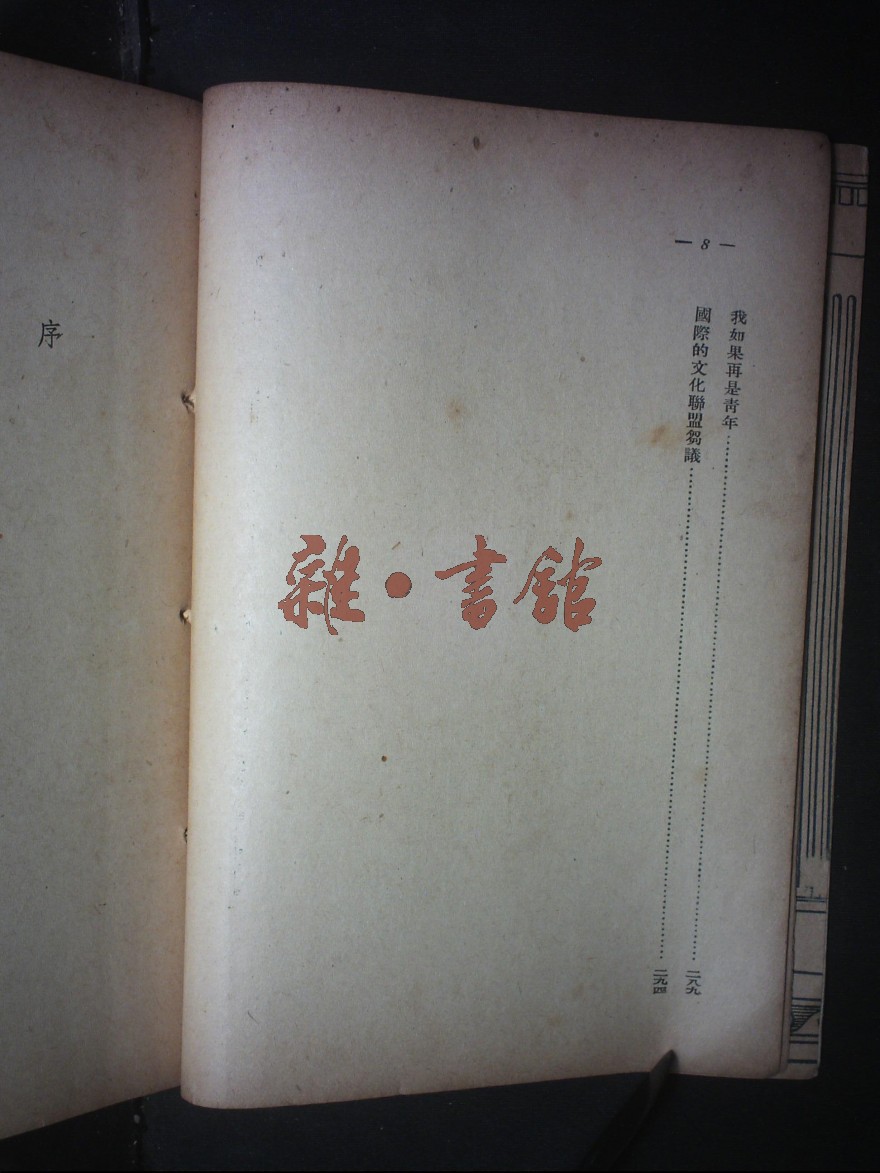 — 8 —
我如果再是青年……二八九
國際的文化聯盟芻議……二九四
序
雜•書館